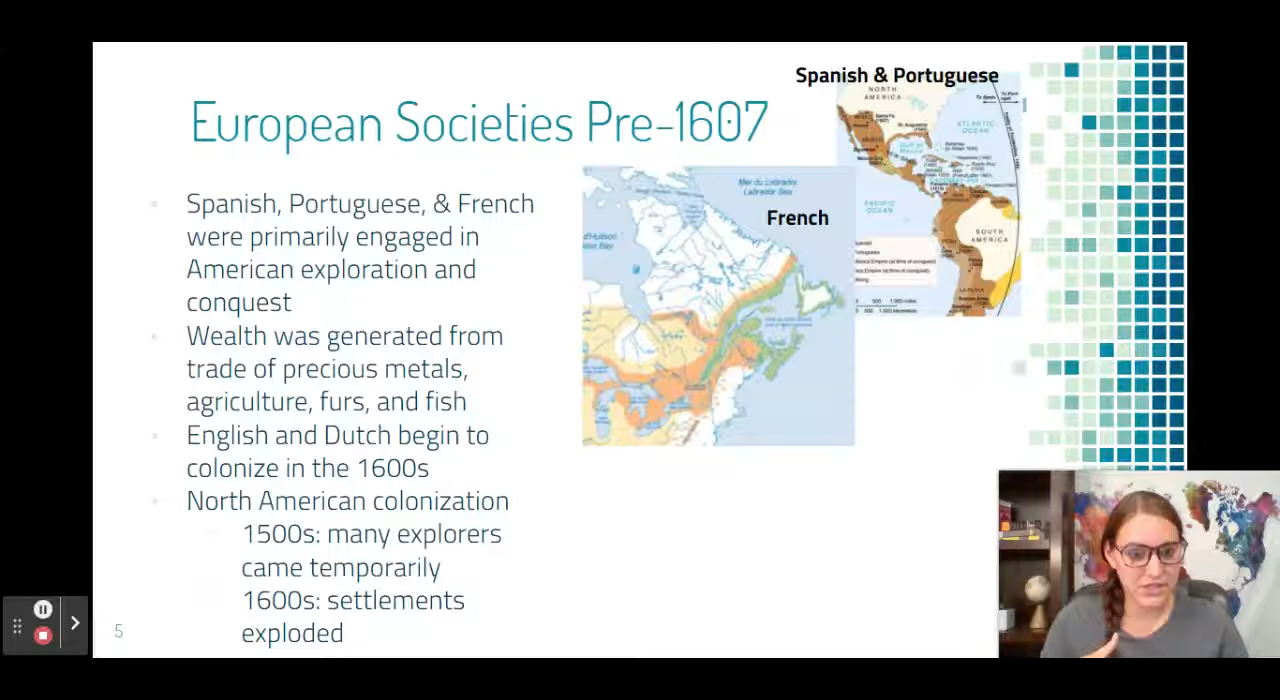 European Societies Pre-1607
Spanish, Portuguese, & French
were primarily engaged in
American exploration and
conquest
Wealth was generated from
trade of precious metals,
agriculture, furs, and fish
English and Dutch begin to
colonize in the 1600s
North American colonization
1500s: many explorers
came temporarily
1600s: settlements
exploded
5
Spanish & Portuguese
NORTH
AMERICA
ATLANTIC
OCEAN
PACIFIC
OCEAN
SOUTH
AMERICA
French
Mer du Labrador
Labrador Sea
d'Hudson